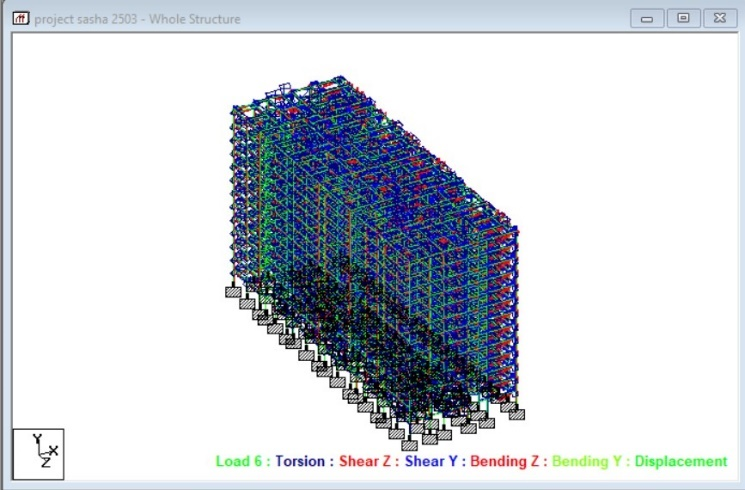 project sasha 2503 - Whole Structure
Y
X
Z
Load 6 : Torsion : Shear Z : Shear Y : Bending Z : Bending Y : Displacement